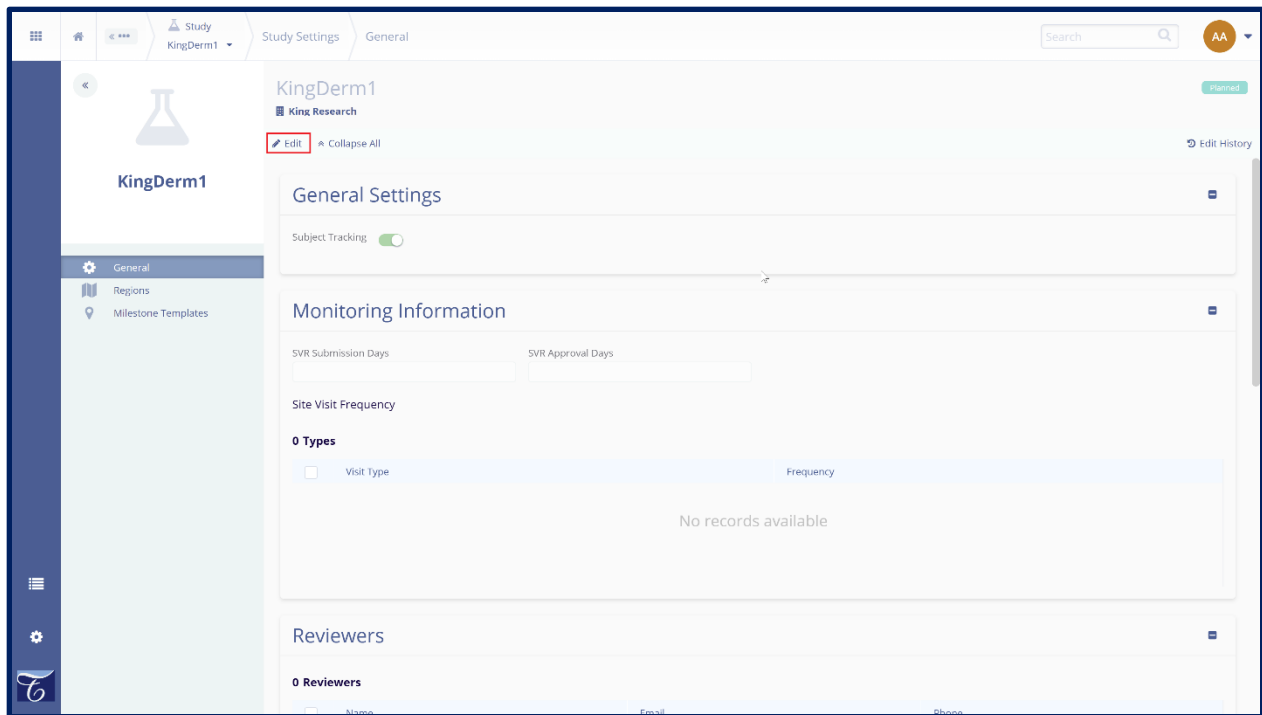 Study
KingDerm1
Study Settings
General
Search
AA
KingDerm1
King Research
Planned
Edit
Collapse All
Edit History
KingDerm1
General
Regions
Milestone Templates
General Settings
Subject Tracking
Monitoring Information
SVR Submission Days
SVR Approval Days
Site Visit Frequency
0 Types
Visit Type
Frequency
No records available
Reviewers
0 Reviewers
Name
Email
Phone